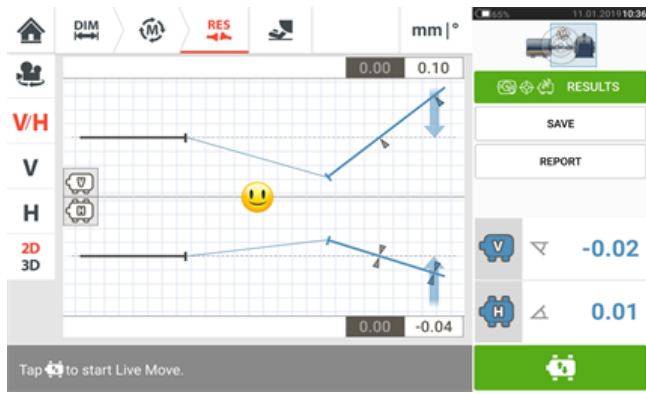 65%
11.01.2019 10:36
DIM
M
RES
mm|°
RESULTS
0.00 0.10
SAVE
V/H
REPORT
V
V
H
H
2D
3D
V -0.02
H 0.01
0.00 -0.04
Tap to start Live Move.